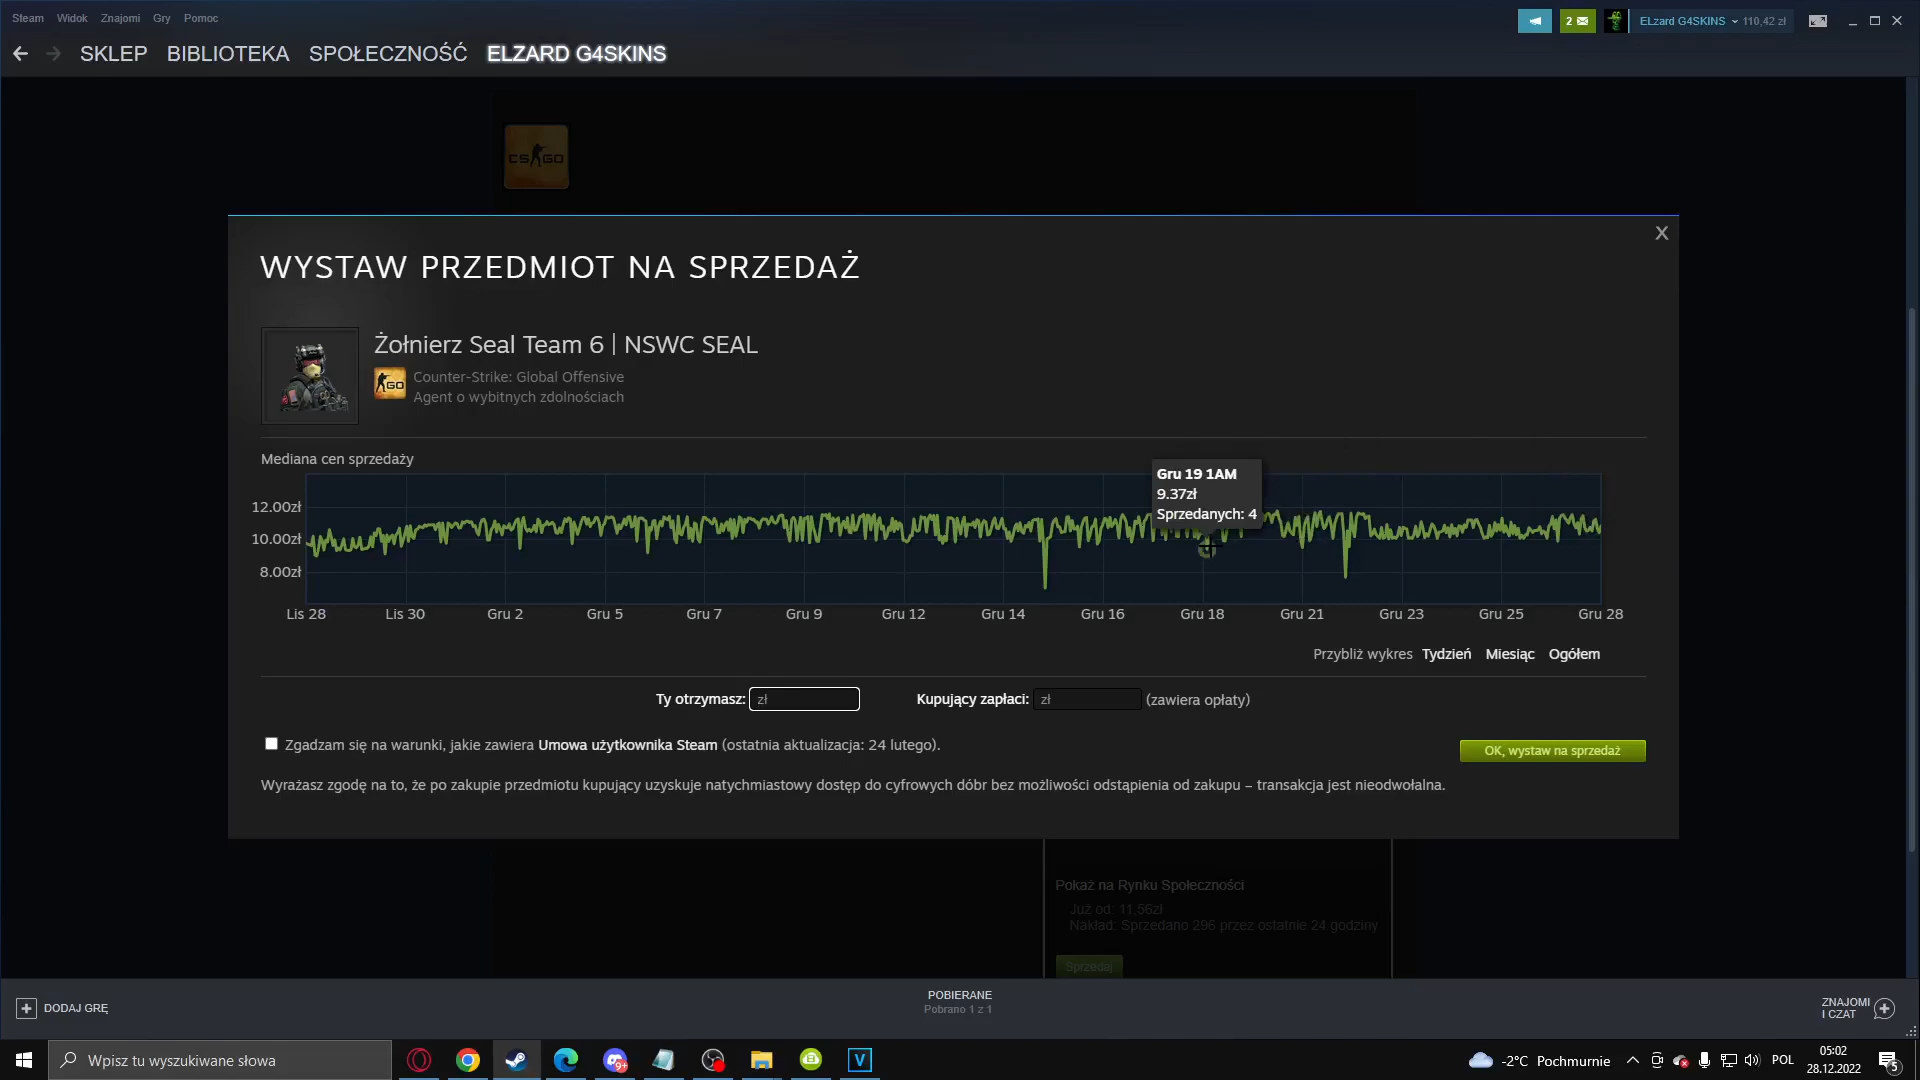 Steam Widok Znajomi Gry Pomoc
2
ELzard G4SKINS 110,42 zł
SKLEP BIBLIOTEKA SPOŁECZNOŚĆ ELZARD G4SKINS
CS GO
WYSTAW PRZEDMIOT NA SPRZEDAŻ
X
Żołnierz Seal Team 6 | NSWC SEAL
GO
Counter-Strike: Global Offensive
Agent o wybitnych zdolnościach
Mediana cen sprzedaży
Gru 19 1AM
9.37zł
Sprzedanych: 4
12.00zł
10.00zł
8.00zł
Lis 28 Lis 30 Gru 2 Gru 5 Gru 7 Gru 9 Gru 12 Gru 14 Gru 16 Gru 18 Gru 21 Gru 23 Gru 25 Gru 28
Przybliż wykres Tydzień Miesiąc Ogółem
Ty otrzymasz: zł Kupujący zapłaci: zł (zawiera opłaty)
Zgadzam się na warunki, jakie zawiera Umowa użytkownika Steam (ostatnia aktualizacja: 24 lutego).
OK, wystaw na sprzedaż
Wyrażasz zgodę na to, że po zakupie przedmiotu kupujący uzyskuje natychmiastowy dostęp do cyfrowych dóbr bez możliwości odstąpienia od zakupu – transakcja jest nieodwołalna.
Pokaż na Rynku Społeczności
Już od: 11,56zł
Nakład: Sprzedano 296 przez ostatnie 24 godziny
Sprzedaj
DODAJ GRĘ
POBIERANE
Pobrano 1 z 1
ZNAJOMI
I CZAT
Wpisz tu wyszukiwane słowa
9+
V
-2°C Pochmurnie
POL
05:02
28.12.2022
5